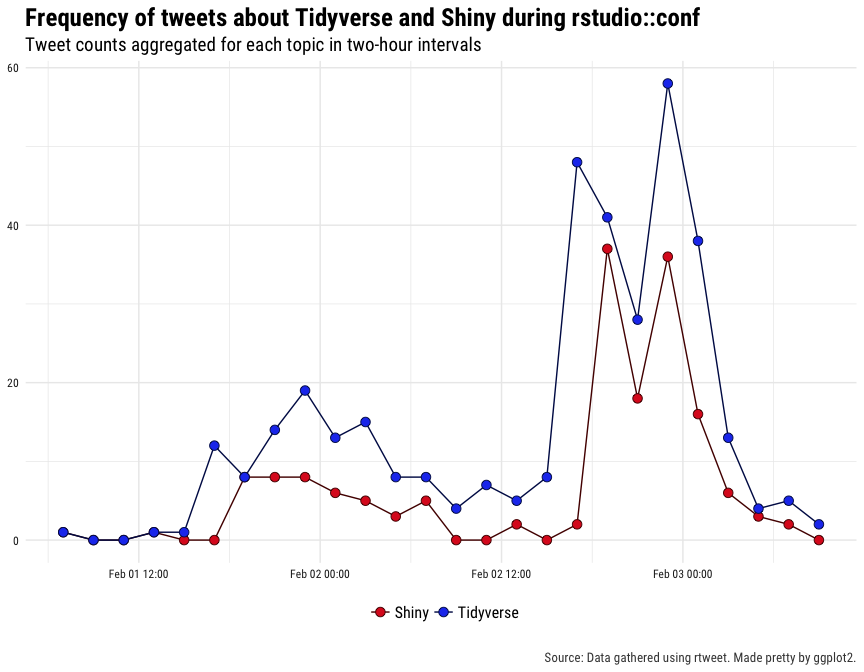 Frequency of tweets about Tidyverse and Shiny during rstudio::conf
Tweet counts aggregated for each topic in two-hour intervals
60
40
20
0
Feb 01 12:00 Feb 02 00:00 Feb 02 12:00 Feb 03 00:00
Shiny Tidyverse
Source: Data gathered using rtweet. Made pretty by ggplot2.